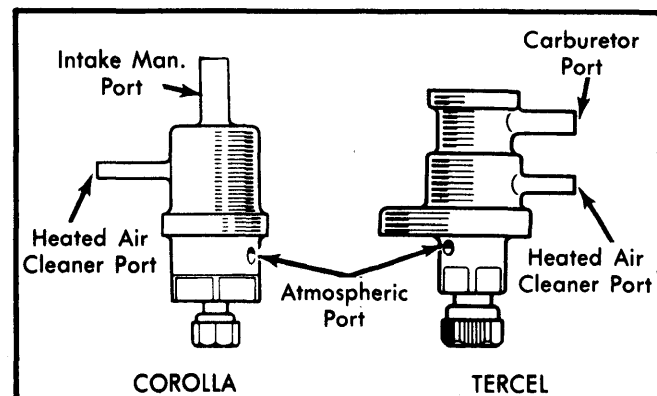 Intake Man.
Port
Carburetor
Port
Heated Air
Cleaner Port
Atmospheric
Port
Heated Air
Cleaner Port
COROLLA
TERCEL